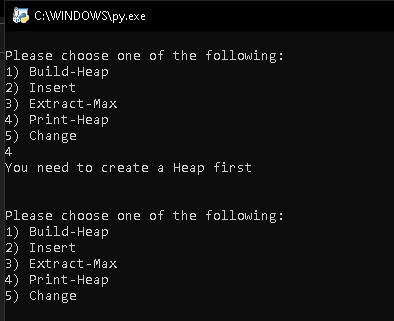 C:\WINDOWS\py.exe
Please choose one of the following:
1) Build-Heap
2) Insert
3) Extract-Max
4) Print-Heap
5) Change
4
You need to create a Heap first
Please choose one of the following:
1) Build-Heap
2) Insert
3) Extract-Max
4) Print-Heap
5) Change